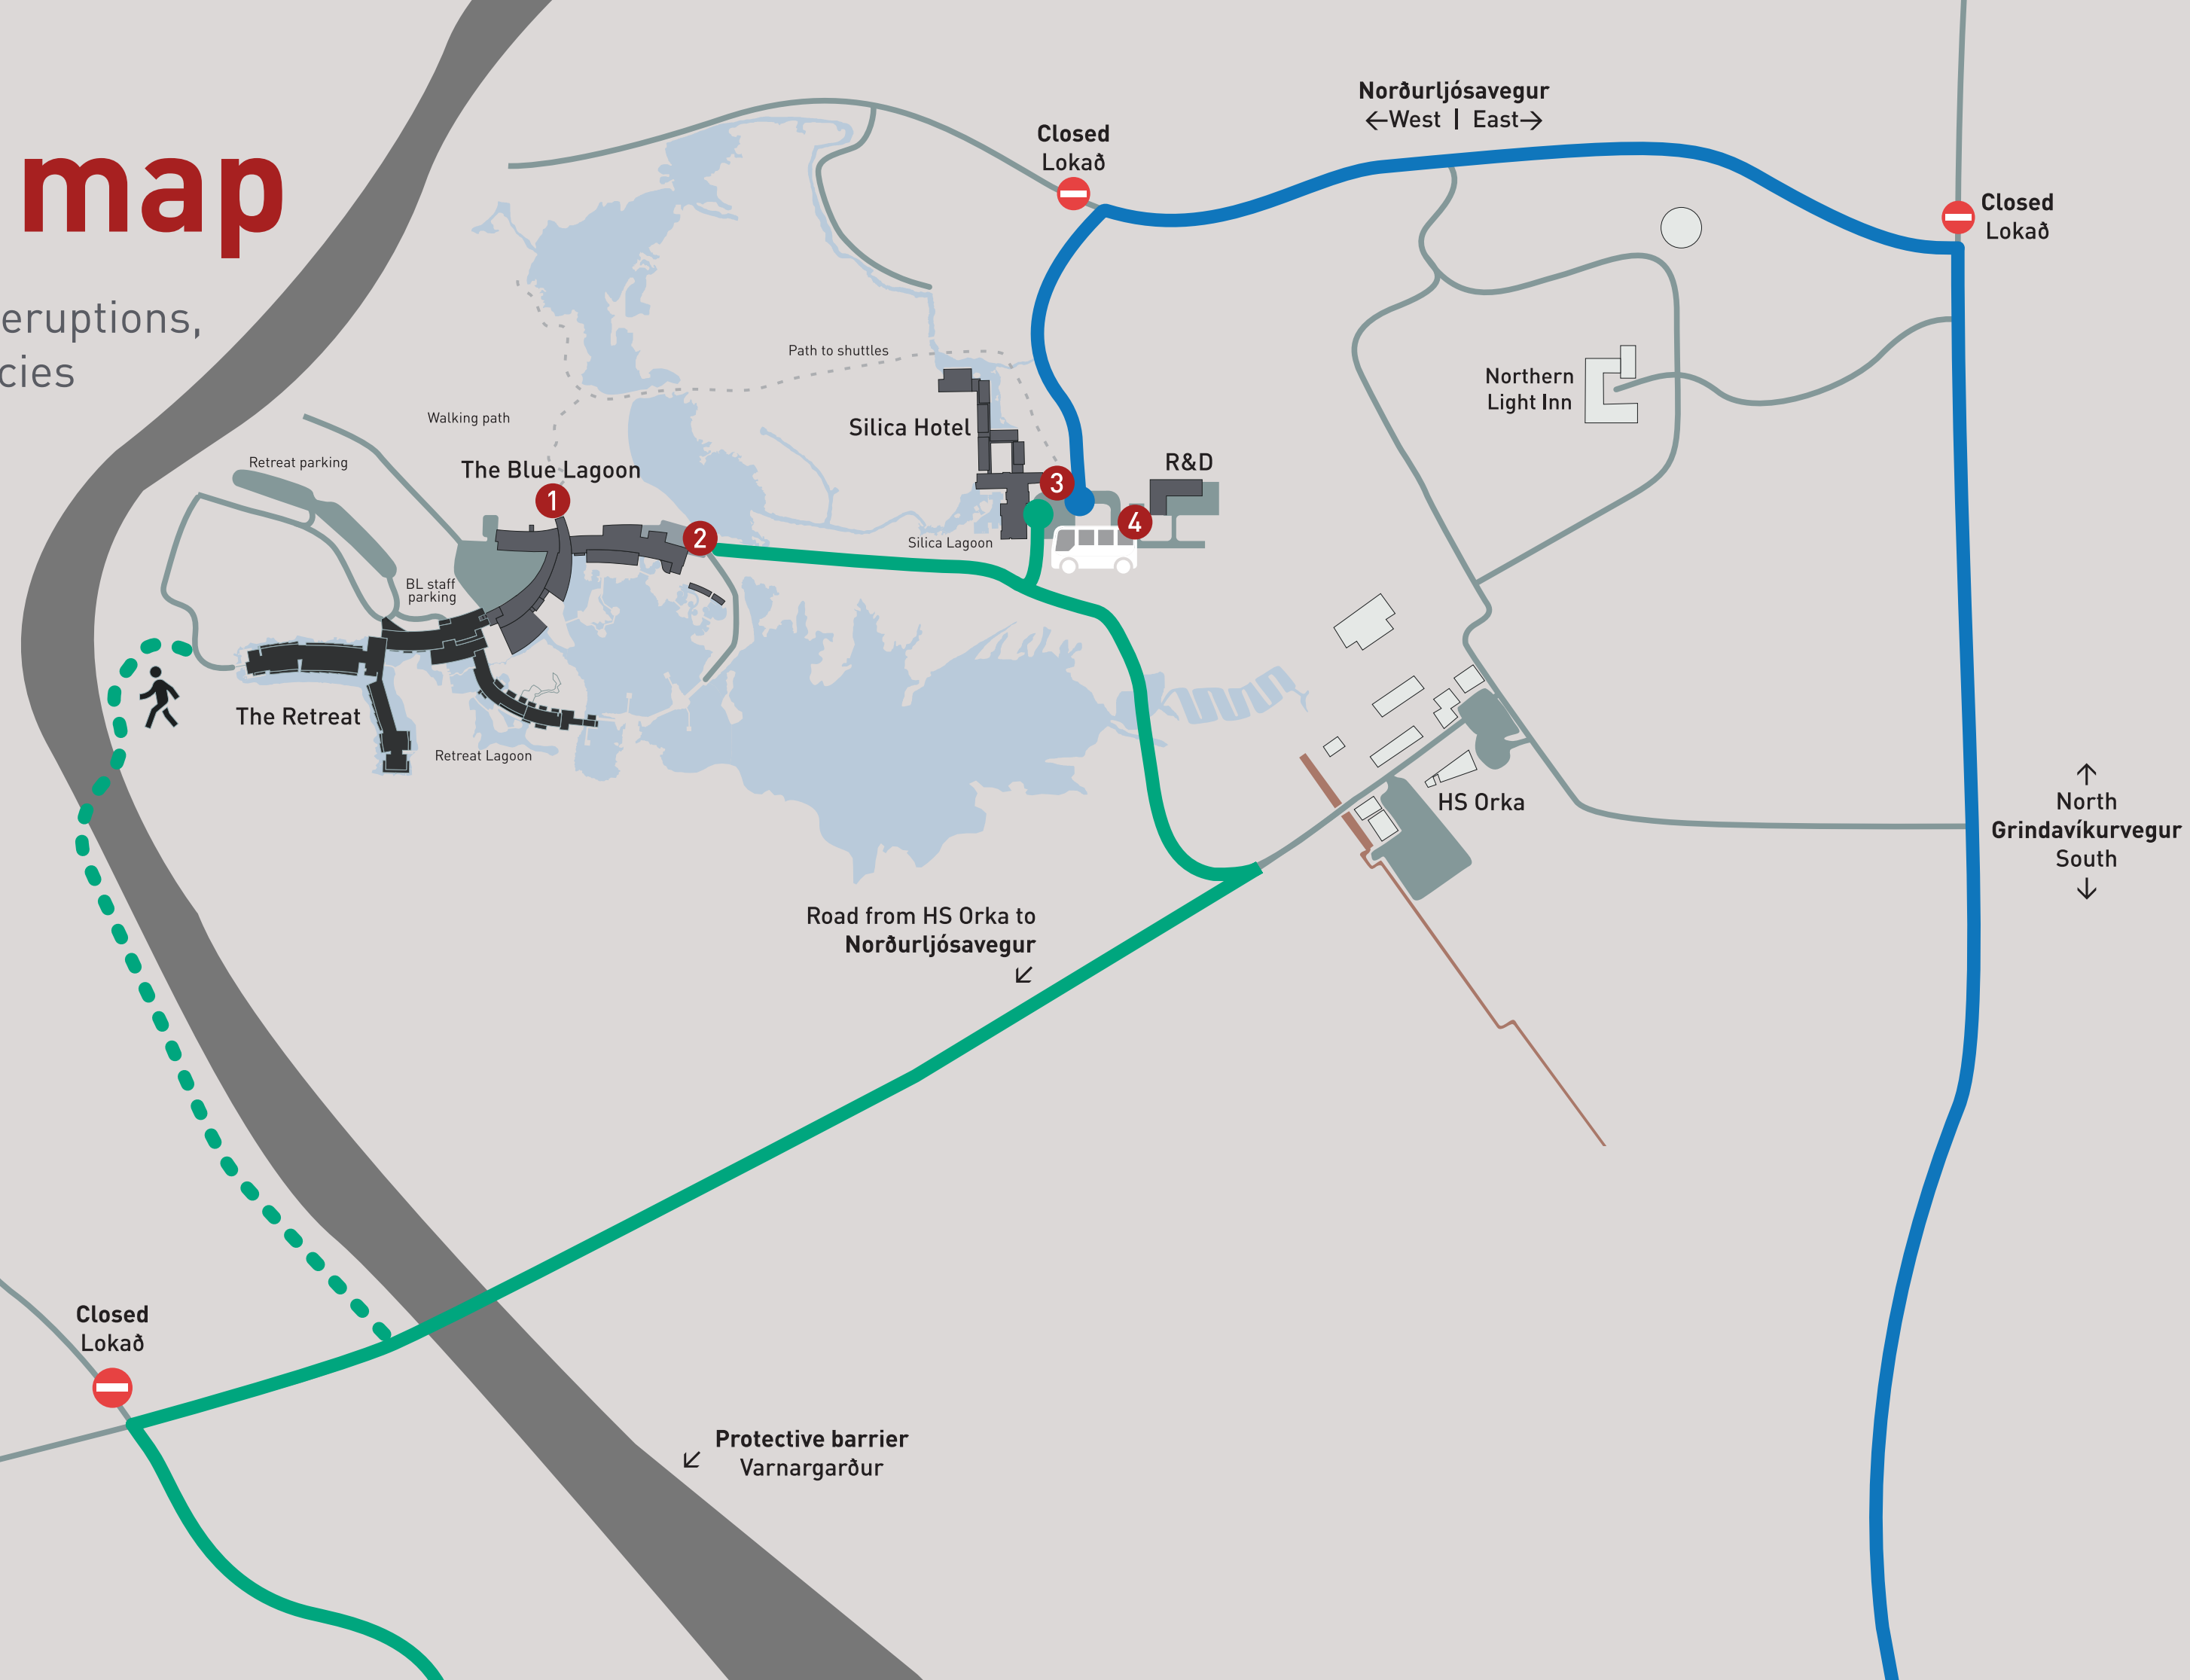 map
eruptions,
cies
Norðurljósavegur
←West | East→
Closed
Lokað
Closed
Lokað
Path to shuttles
Northern
Light Inn
Walking path
Silica Hotel
Retreat parking
The Blue Lagoon
R&D
1
3
2
4
Silica Lagoon
BL staff
parking
The Retreat
Retreat Lagoon
North
Grindavíkurvegur
South
HS Orka
Road from HS Orka to
Norðurljósavegur
Closed
Lokað
Protective barrier
Varnargarður